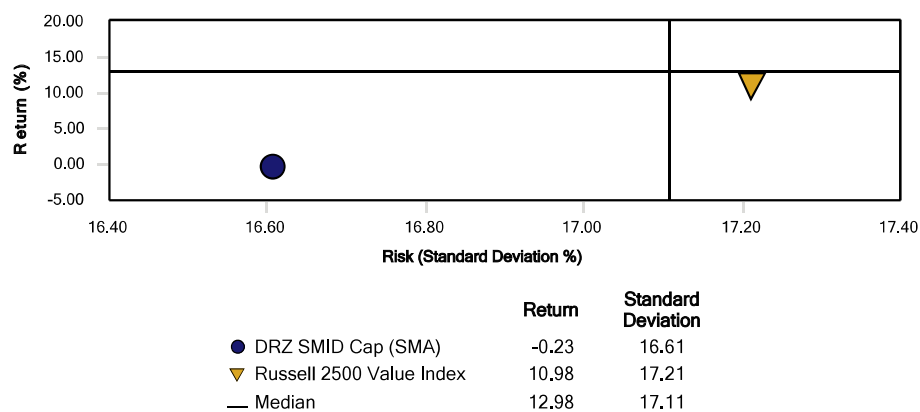 20.00
15.00
10.00
5.00
0.00
-5.00
Return (%)
16.40 16.60 16.80 17.00 17.20 17.40
Risk (Standard Deviation %)
Return Standard Deviation
DRZ SMID Cap (SMA) -0.23 16.61
Russell 2500 Value Index 10.98 17.21
Median 12.98 17.11